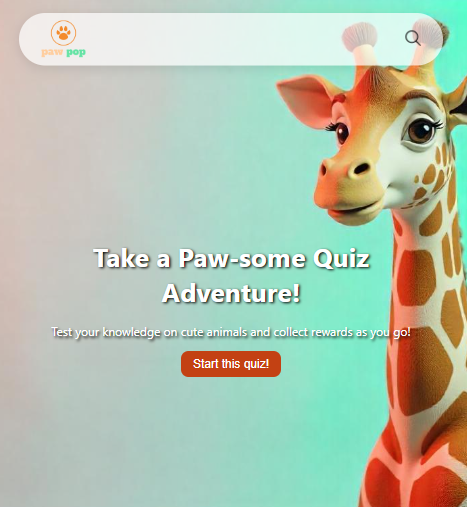 paw pop
Take a Paw-some Quiz
Adventure!
Test your knowledge on cute animals and collect rewards as you go!
Start this quiz!